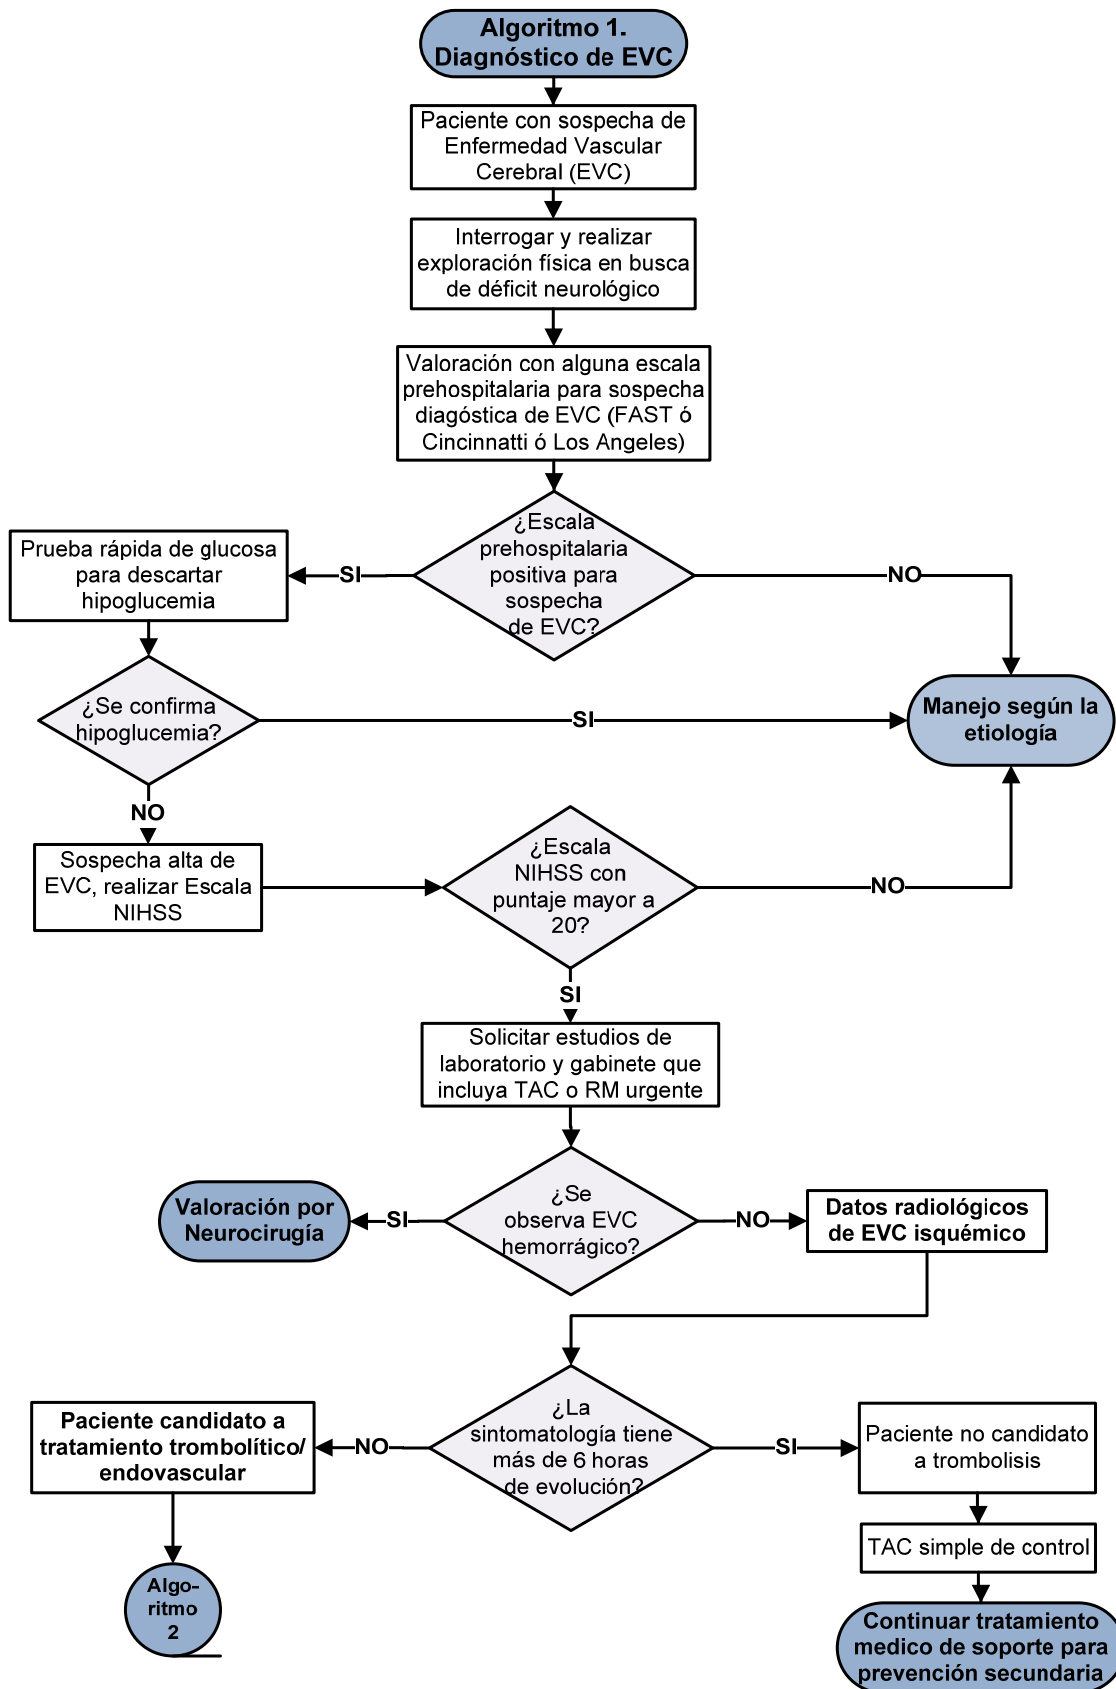 Algoritmo 1.
Diagnóstico de EVC
Paciente con sospecha de
Enfermedad Vascular
Cerebral (EVC)
Interrogar y realizar
exploración física en busca
de déficit neurológico
Valoración con alguna escala
prehospitalaria para sospecha
diagóstica de EVC (FAST ó
Cincinnatti ó Los Angeles)
¿Escala
prehospitalaria
positiva para
sospecha
de EVC?
SI
NO
Prueba rápida de glucosa
para descartar
hipoglucemia
¿Se confirma
hipoglucemia?
SI
Manejo según la
etiología
NO
Sospecha alta de
EVC, realizar Escala
NIHSS
¿Escala
NIHSS con
puntaje mayor a
20?
NO
SI
Solicitar estudios de
laboratorio y gabinete que
incluya TAC o RM urgente
¿Se
observa EVC
hemorrágico?
SI
Valoración por
Neurocirugía
NO
Datos radiológicos
de EVC isquémico
¿La
sintomatología tiene
más de 6 horas
de evolución?
NO
Paciente candidato a
tratamiento trombolítico/
endovascular
Algo-
ritmo
2
SI
Paciente no candidato
a trombolisis
TAC simple de control
Continuar tratamiento
medico de soporte para
prevención secundaria